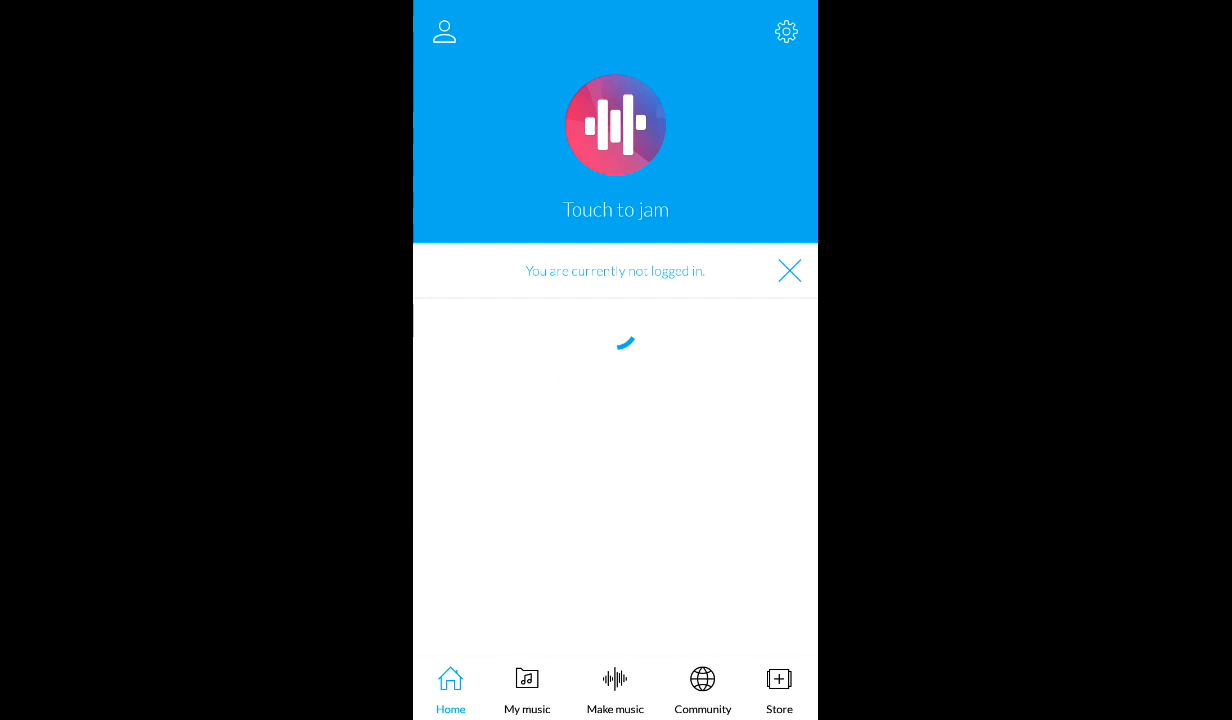 Touch to jam
You are currently not logged in.
Home
My music
Make music
Community
Store